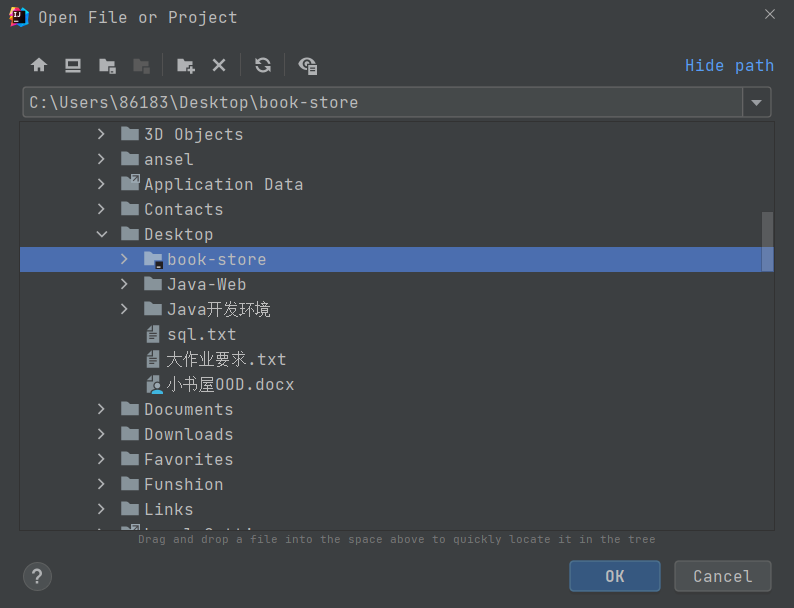 Open File or Project
Hide path
C:\Users\86183\Desktop\book-store
3D Objects
ansel
Application Data
Contacts
Desktop
book-store
Java-Web
Java开发环境
sql.txt
大作业要求.txt
小书屋OOD.docx
Documents
Downloads
Favorites
Funshion
Links
Drag and drop a file into the space above to quickly locate it in the tree
?
OK
Cancel